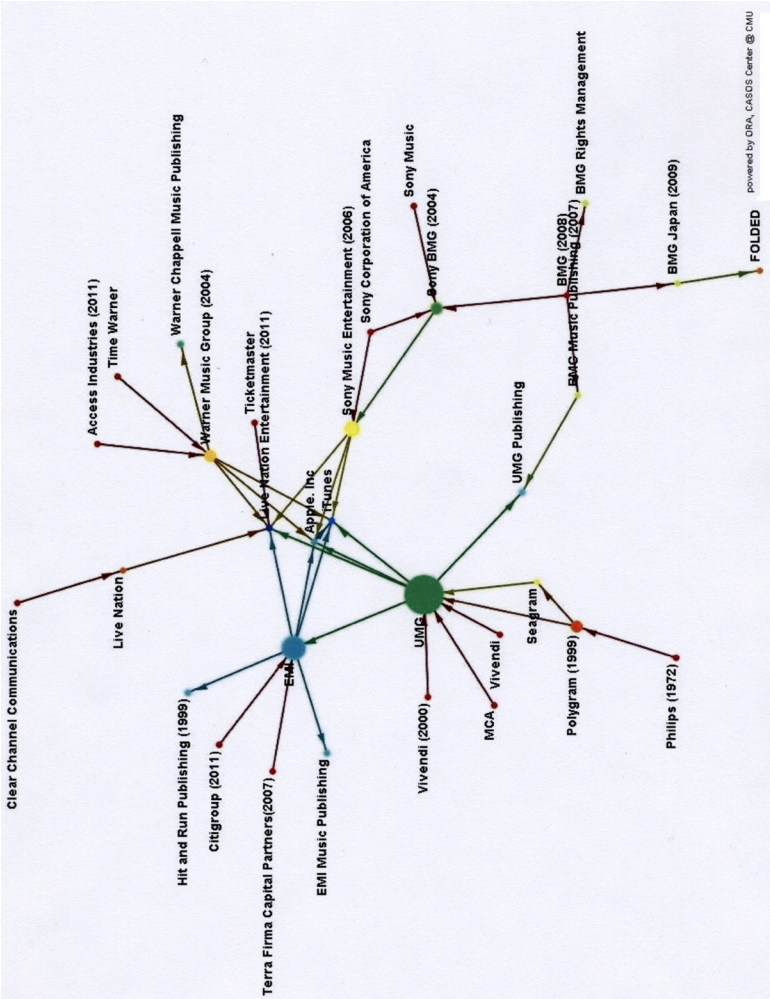 Clear Channel Communications
Live Nation
Access Industries (2011)
Time Warner
Warner Chappell Music Publishing
Warner Music Group (2004)
Ticketmaster
Live Nation Entertainment (2011)
Apple. Inc
iTunes
Sony Music Entertainment (2006)
Sony Corporation of America
Sony Music
Sony BMG (2004)
BMG (2008)
BMG Music Publishing (2007)
BMG Rights Management
BMG Japan (2009)
FOLDED
UMG Publishing
Hit and Run Publishing (1999)
Citigroup (2011)
Terra Firma Capital Partners(2007)
EMI
EMI Music Publishing
UMG
Vivendi (2000)
MCA
Vivendi
Seagram
Polygram (1999)
Philips (1972)
powered by ORA, CASOS Center @ CMU